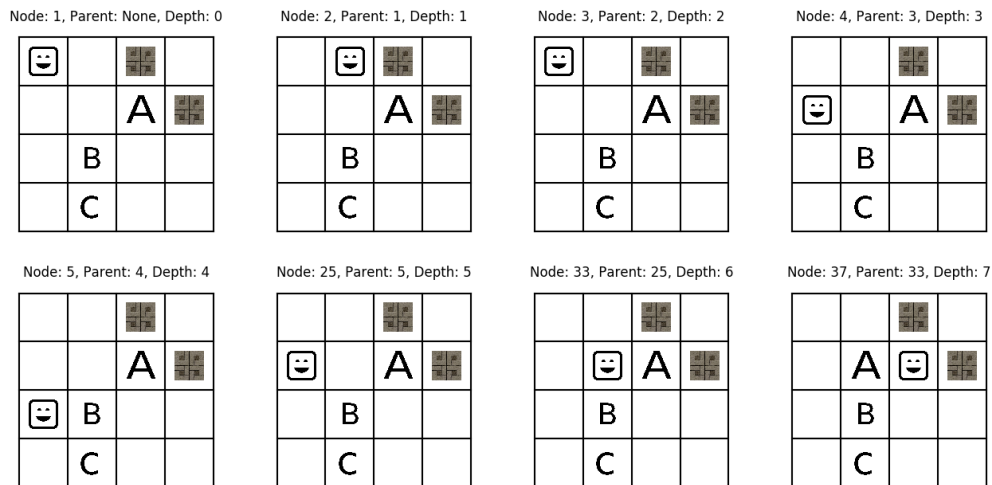 Node: 1, Parent: None, Depth: 0
Node: 2, Parent: 1, Depth: 1
Node: 3, Parent: 2, Depth: 2
Node: 4, Parent: 3, Depth: 3
A
A
A
A
B
B
B
B
C
C
C
C
Node: 5, Parent: 4, Depth: 4
Node: 25, Parent: 5, Depth: 5
Node: 33, Parent: 25, Depth: 6
Node: 37, Parent: 33, Depth: 7
A
A
A
A
B
B
B
B
C
C
C
C